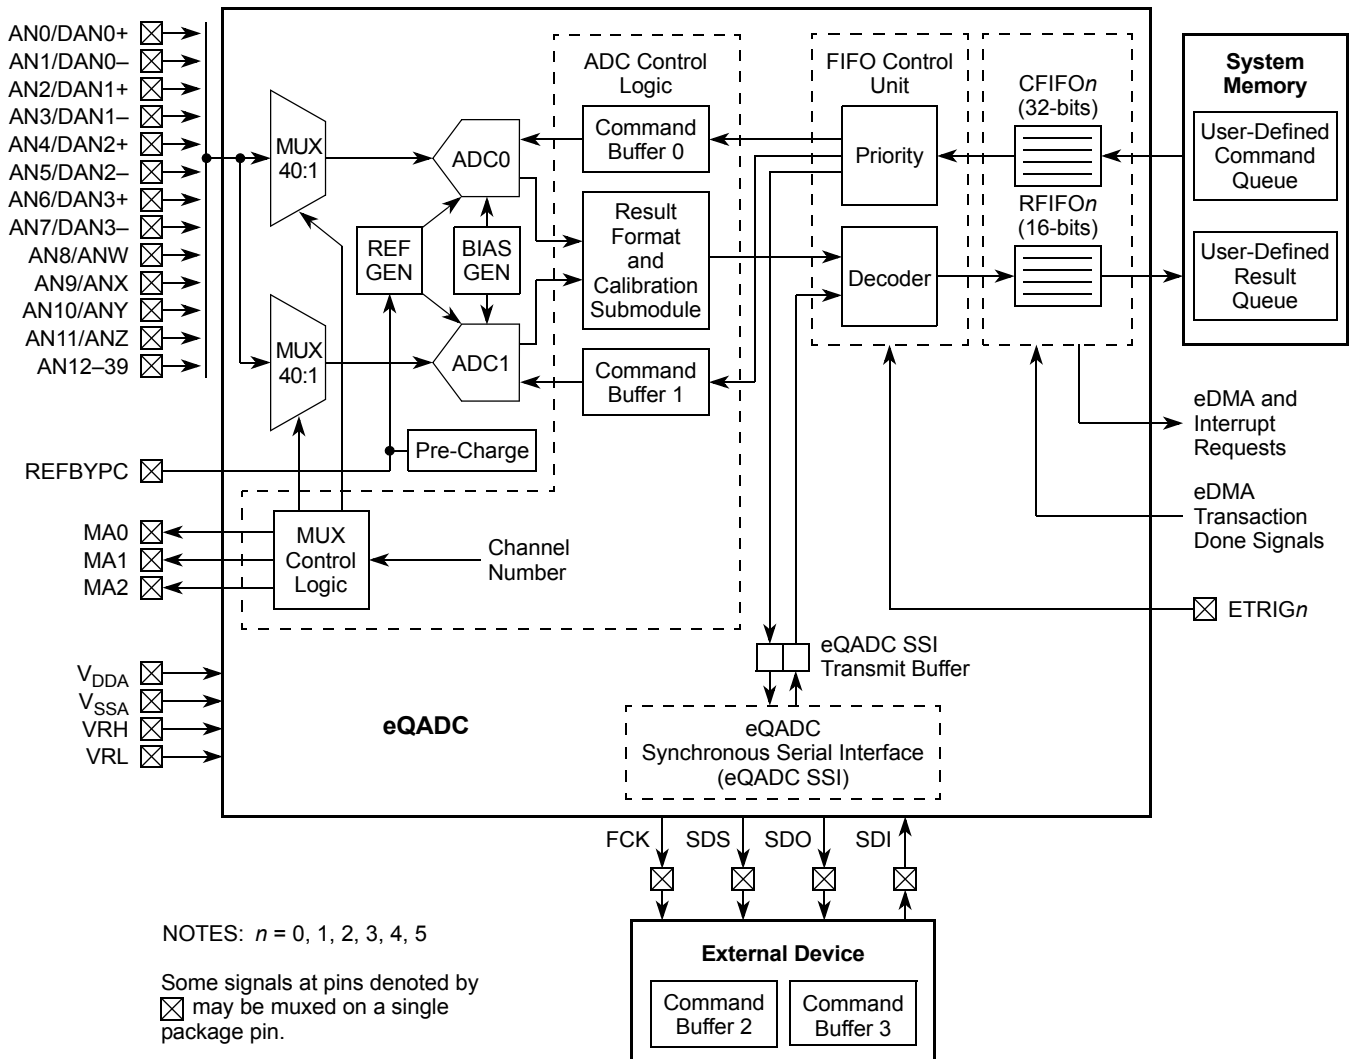 AN0/DAN0+
AN1/DAN0–
AN2/DAN1+
AN3/DAN1–
AN4/DAN2+
AN5/DAN2–
AN6/DAN3+
AN7/DAN3–
AN8/ANW
AN9/ANX
AN10/ANY
AN11/ANZ
AN12–39
REFBYPC
MA0
MA1
MA2
VDDA
VSSA
VRH
VRL
MUX
40:1
MUX
40:1
ADC0
ADC1
REF
GEN
BIAS
GEN
Pre-Charge
MUX
Control
Logic
Channel
Number
ADC Control
Logic
Command
Buffer 0
Result
Format
and
Calibration
Submodule
Command
Buffer 1
FIFO Control
Unit
Priority
Decoder
CFIFOn
(32-bits)
RFIFOn
(16-bits)
System
Memory
User-Defined
Command
Queue
User-Defined
Result
Queue
eDMA and
Interrupt
Requests
eDMA
Transaction
Done Signals
ETRIGn
eQADC SSI
Transmit Buffer
eQADC
eQADC
Synchronous Serial Interface
(eQADC SSI)
FCK
SDS
SDO
SDI
External Device
Command
Buffer 2
Command
Buffer 3
NOTES: n = 0, 1, 2, 3, 4, 5
Some signals at pins denoted by
may be muxed on a single
package pin.